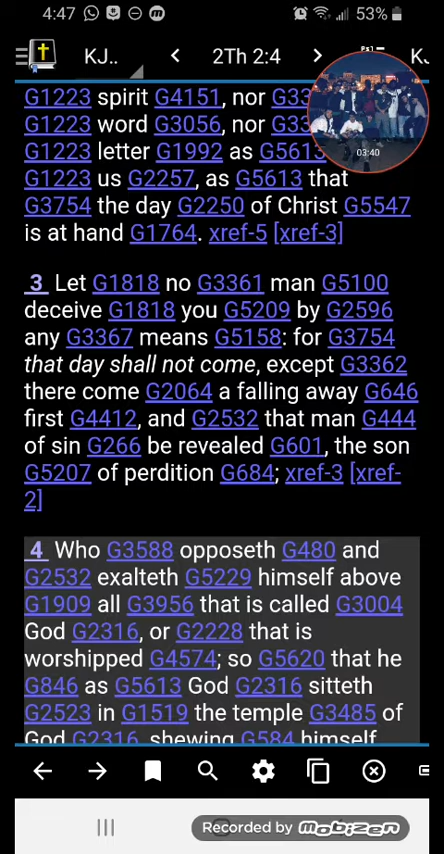 4:47 53%
KJ.. 2Th 2:4
G1223 spirit G4151, nor
G1223 word G3056, nor
G1223 letter G1992 as G5613
03:40
G1223 us G2257, as G5613 that
G3754 the day G2250 of Christ G5547
is at hand G1764. xref-5 [xref-3]
3 Let G1818 no G3361 man G5100
deceive G1818 you G5209 by G2596
any G3367 means G5158: for G3754
that day shall not come, except G3362
there come G2064 a falling away G646
first G4412, and G2532 that man G444
of sin G266 be revealed G601, the son
G5207 of perdition G684; xref-3 [xref-
2]
4 Who G3588 opposeth G480 and
G2532 exalteth G5229 himself above
G1909 all G3956 that is called G3004
God G2316, or G2228 that is
worshipped G4574; so G5620 that he
G846 as G5613 God G2316 sitteth
G2523 in G1519 the temple G3485 of
God G2316, shewing G584 himself
Recorded by mobizen